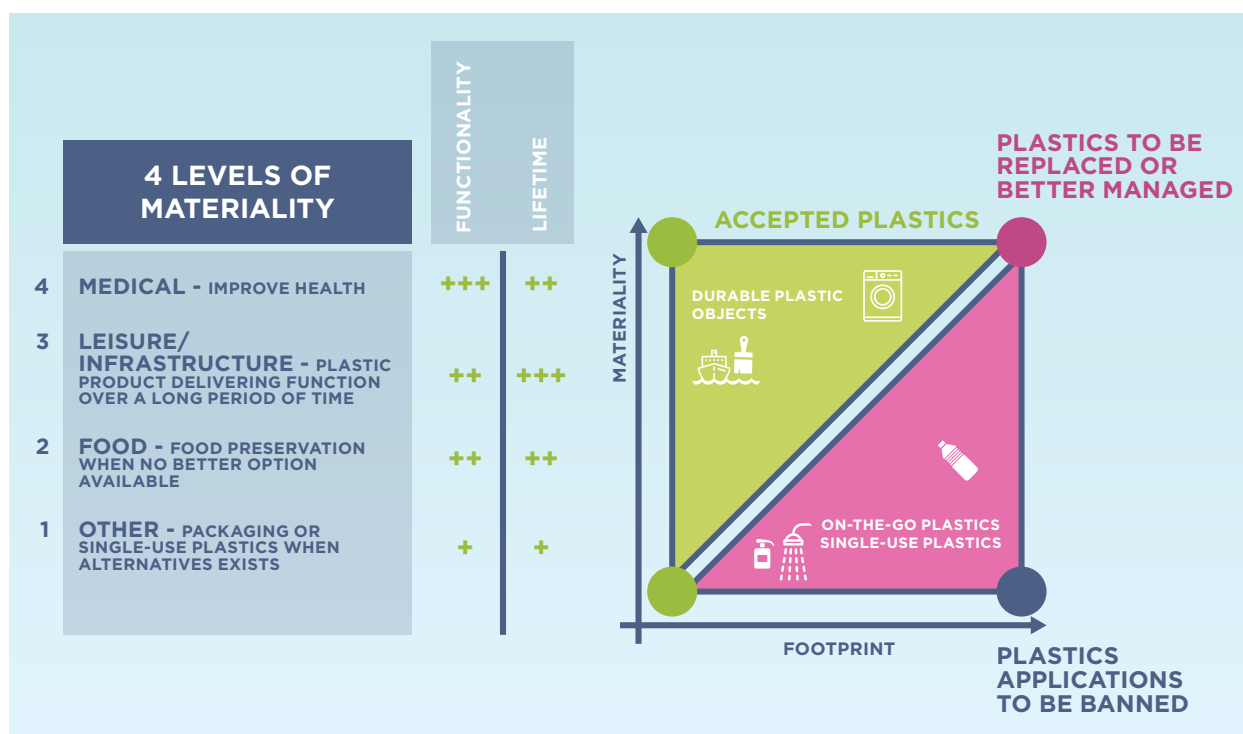 FUNCTIONALITY
LIFETIME
4 LEVELS OF
MATERIALITY
4
MEDICAL - IMPROVE HEALTH
+++
++
3
LEISURE/
INFRASTRUCTURE - PLASTIC
PRODUCT DELIVERING FUNCTION
OVER A LONG PERIOD OF TIME
++
+++
2
FOOD - FOOD PRESERVATION
WHEN NO BETTER OPTION
AVAILABLE
++
++
1
OTHER - PACKAGING OR
SINGLE-USE PLASTICS WHEN
ALTERNATIVES EXISTS
+
+
PLASTICS TO BE
REPLACED OR
BETTER MANAGED
ACCEPTED PLASTICS
MATERIALITY
DURABLE PLASTIC
OBJECTS
ON-THE-GO PLASTICS
SINGLE-USE PLASTICS
FOOTPRINT
PLASTICS
APPLICATIONS
TO BE BANNED